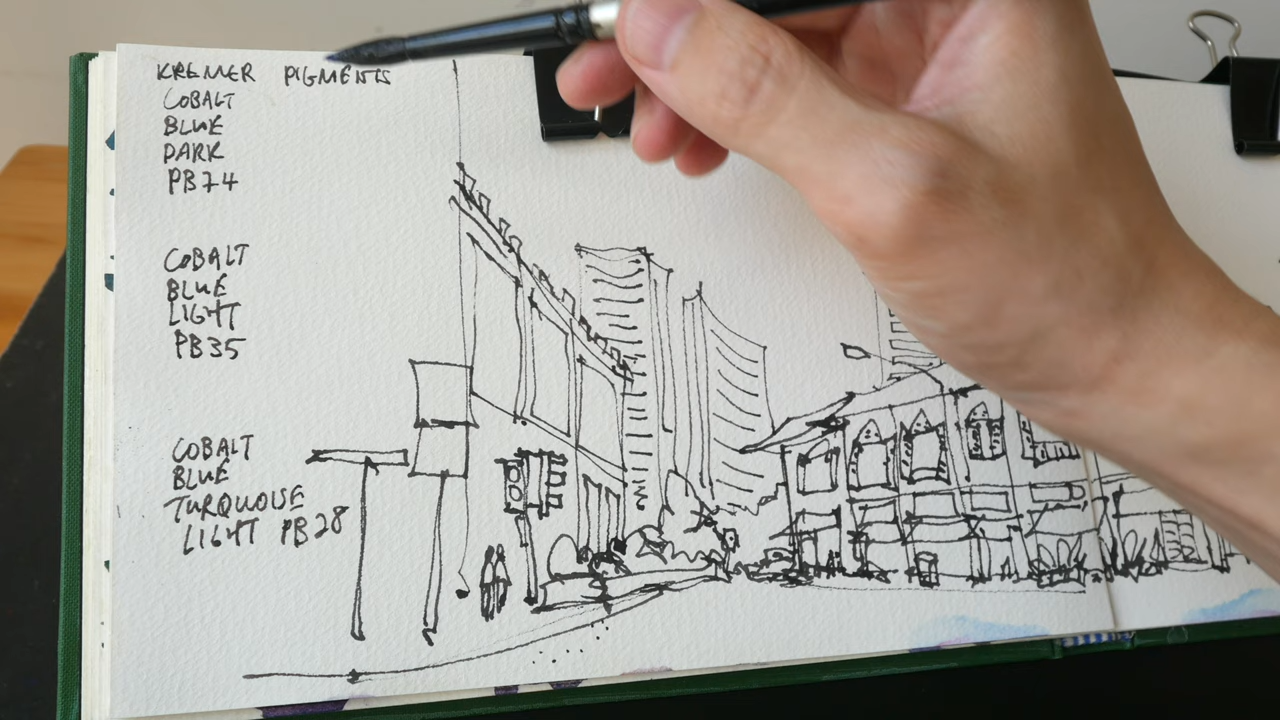 KREMER PIGMENTS
COBALT
BLUE
DARK
PB74
COBALT
BLUE
LIGHT
PB35
COBALT
BLUE
TURQUOISE
LIGHT PB28